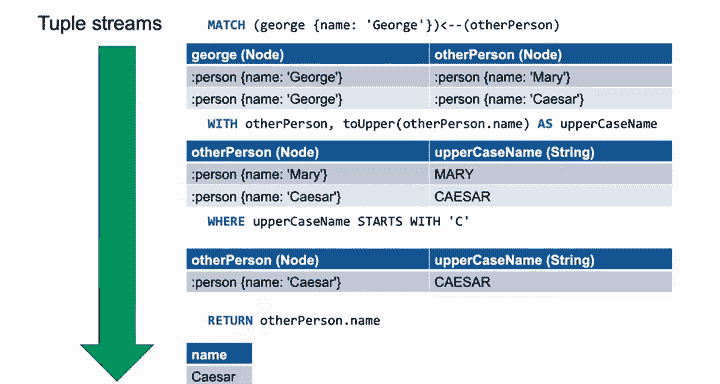 Tuple streams
MATCH (george {name: 'George'})<--(otherPerson)
george (Node) otherPerson (Node)
:person {name: 'George'} :person {name: 'Mary'}
:person {name: 'George'} :person {name: 'Caesar'}
WITH otherPerson, toUpper(otherPerson.name) AS upperCaseName
otherPerson (Node) upperCaseName (String)
:person {name: 'Mary'} MARY
:person {name: 'Caesar'} CAESAR
WHERE upperCaseName STARTS WITH 'C'
otherPerson (Node) upperCaseName (String)
:person {name: 'Caesar'} CAESAR
RETURN otherPerson.name
name
Caesar